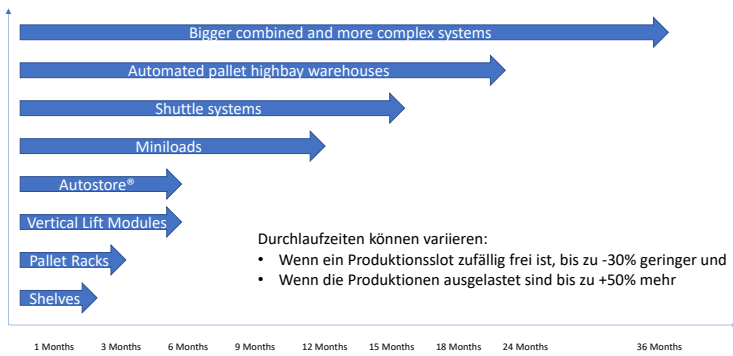 Bigger combined and more complex systems
Automated pallet highbay warehouses
Shuttle systems
Miniloads
Autostore®
Vertical Lift Modules
Pallet Racks
Shelves
Durchlaufzeiten können variieren:
• Wenn ein Produktionsslot zufällig frei ist, bis zu -30% geringer und
• Wenn die Produktionen ausgelastet sind bis zu +50% mehr
1 Months 3 Months 6 Months 9 Months 12 Months 15 Months 18 Months 24 Months 36 Months